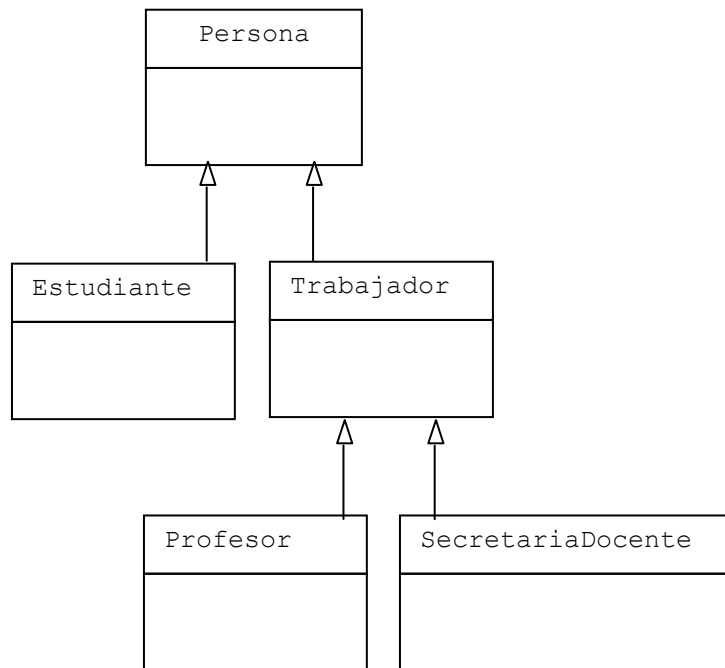 Persona
Estudiante
Trabajador
Profesor
SecretariaDocente